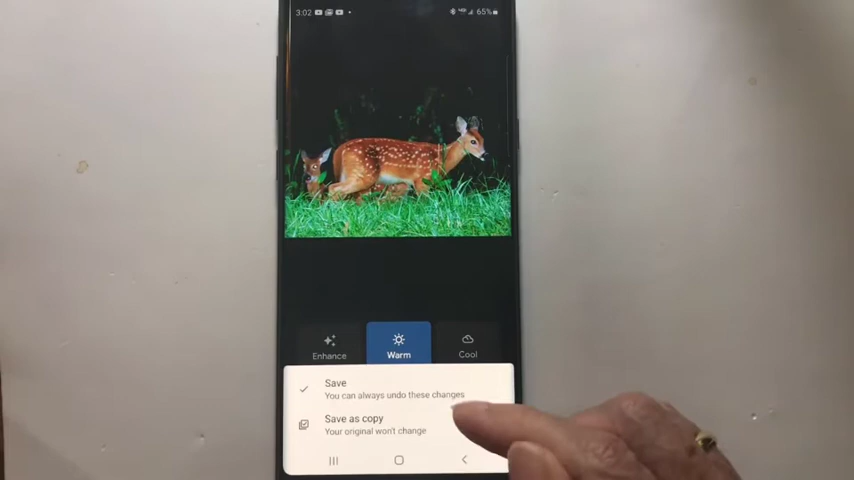 3:02
65%
Enhance
Warm
Cool
Save
You can always undo these changes
Save as copy
Your original won't change